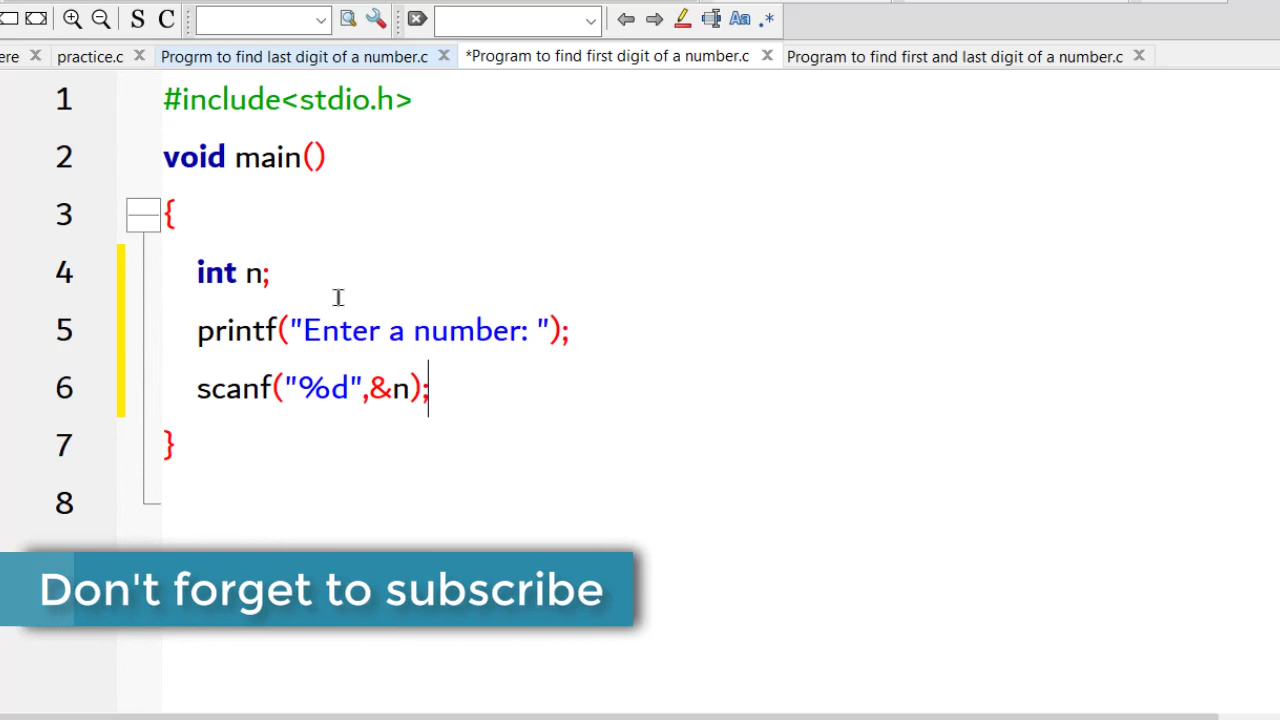 S C
ere practice.c Progrm to find last digit of a number.c *Program to find first digit of a number.c Program to find first and last digit of a number.c
1 #include<stdio.h>
2 void main()
3 {
4 int n;
5 printf("Enter a number: ");
6 scanf("%d",&n);
7 }
8
Don't forget to subscribe